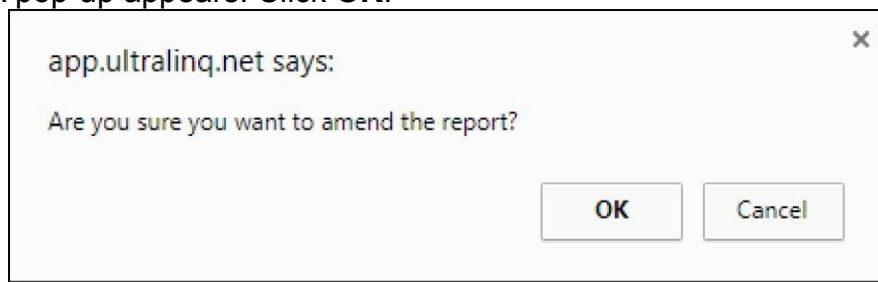 pop-up appears. Click OK.
×
app.ultralinq.net says:
Are you sure you want to amend the report?
OK Cancel